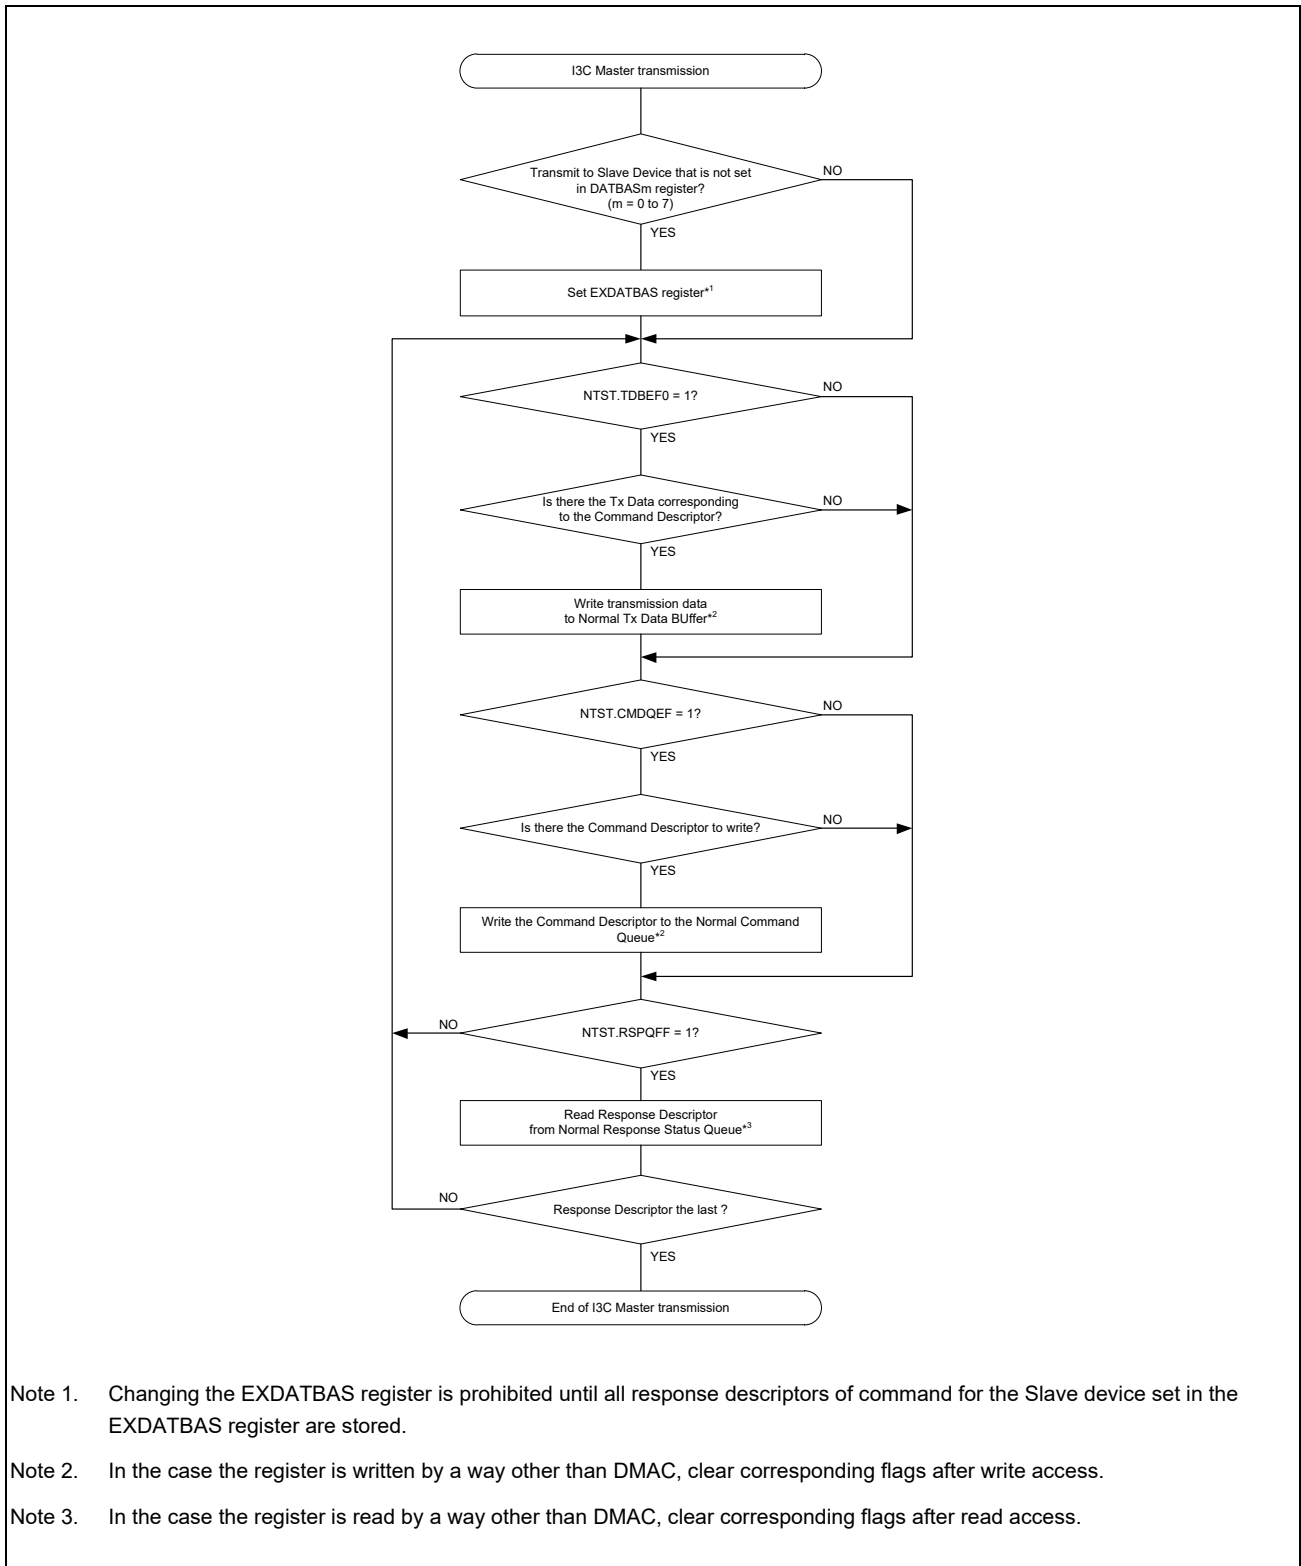 I3C Master transmission
Transmit to Slave Device that is not set
in DATBASm register?
(m = 0 to 7)
NO
YES
Set EXDATBAS register*1
NTST.TDBEF0 = 1?
NO
YES
Is there the Tx Data corresponding
to the Command Descriptor?
NO
YES
Write transmission data
to Normal Tx Data BUffer*2
NTST.CMDQEF = 1?
NO
YES
Is there the Command Descriptor to write?
NO
YES
Write the Command Descriptor to the Normal Command
Queue*2
NO
NTST.RSPQFF = 1?
YES
Read Response Descriptor
from Normal Response Status Queue*3
NO
Response Descriptor the last ?
YES
End of I3C Master transmission
Note 1. Changing the EXDATBAS register is prohibited until all response descriptors of command for the Slave device set in the
EXDATBAS register are stored.
Note 2. In the case the register is written by a way other than DMAC, clear corresponding flags after write access.
Note 3. In the case the register is read by a way other than DMAC, clear corresponding flags after read access.